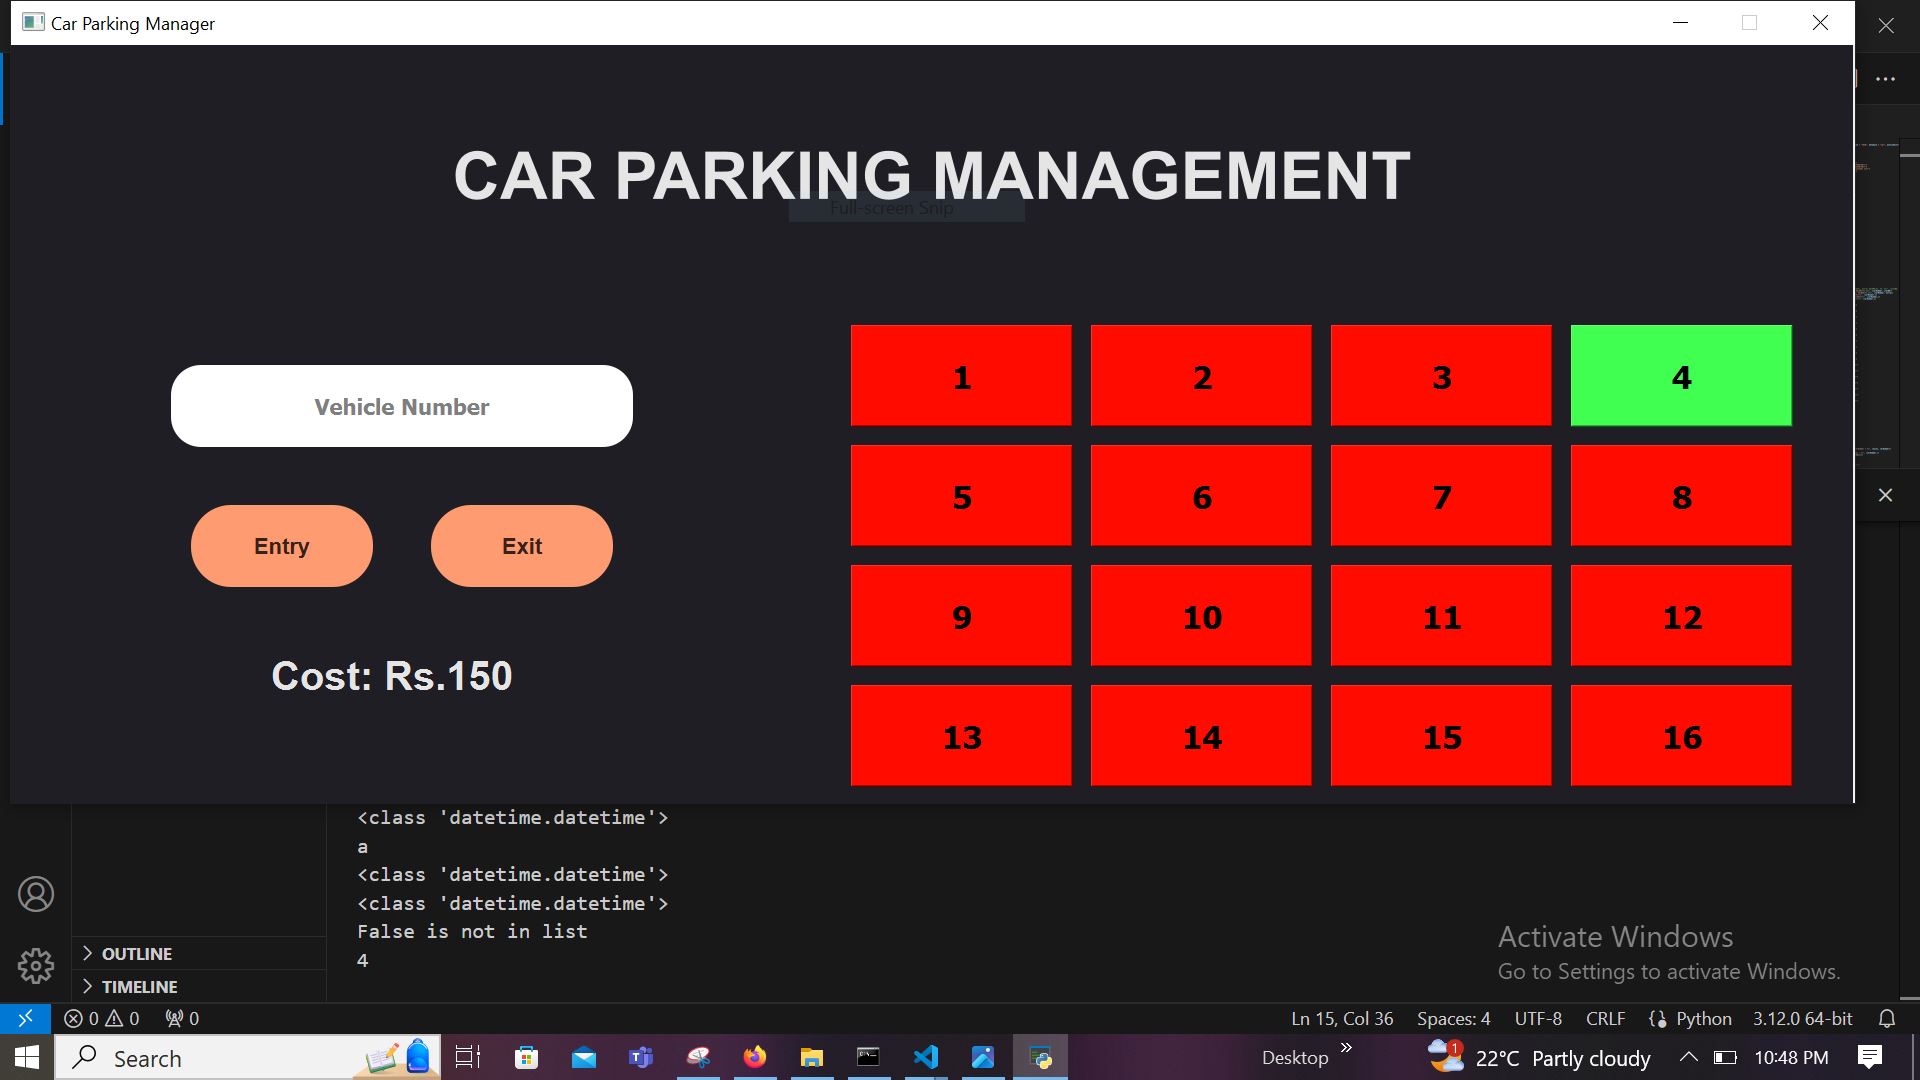 Car Parking Manager
CAR PARKING MANAGEMENT
Full-screen Snip
Vehicle Number
Entry
Exit
Cost: Rs.150
1 2 3 4
5 6 7 8
9 10 11 12
13 14 15 16
<class 'datetime.datetime'>
a
<class 'datetime.datetime'>
<class 'datetime.datetime'>
False is not in list
4
OUTLINE
TIMELINE
Activate Windows
Go to Settings to activate Windows.
0 0 0
Ln 15, Col 36 Spaces: 4 UTF-8 CRLF Python 3.12.0 64-bit
Search
Desktop
1
22°C Partly cloudy
10:48 PM